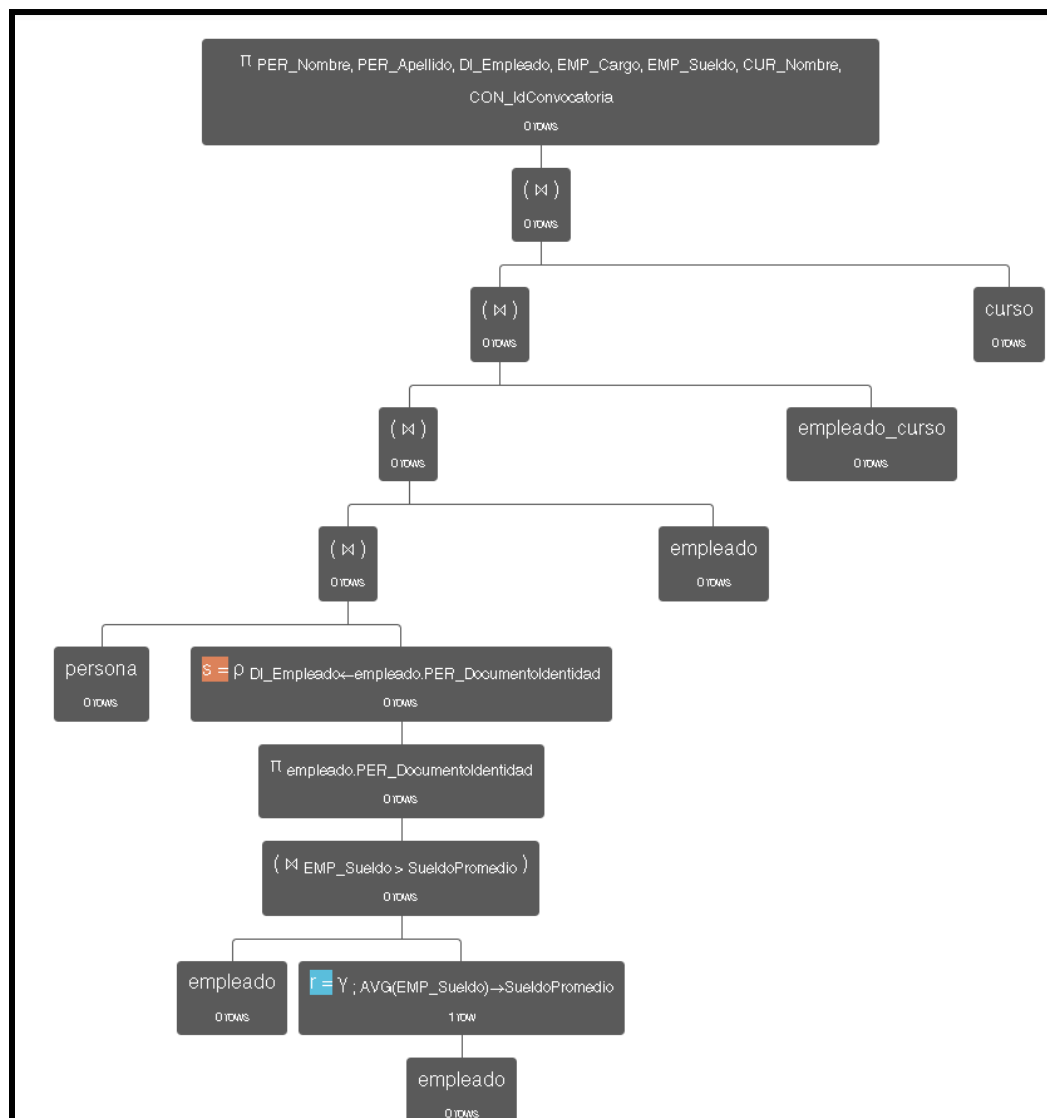 π PER_Nombre, PER_Apellido, DI_Empleado, EMP_Cargo, EMP_Sueldo, CUR_Nombre,
CON_IdConvocatoria
0 rows
( ⋈ )
0 rows
( ⋈ )
0 rows
curso
0 rows
( ⋈ )
0 rows
empleado_curso
0 rows
( ⋈ )
0 rows
empleado
0 rows
persona
0 rows
s = ρ DI_Empleado←empleado.PER_DocumentoIdentidad
0 rows
π empleado.PER_DocumentoIdentidad
0 rows
( ⋈ EMP_Sueldo > SueldoPromedio )
0 rows
empleado
0 rows
r = γ ; AVG(EMP_Sueldo)→SueldoPromedio
1 row
empleado
0 rows